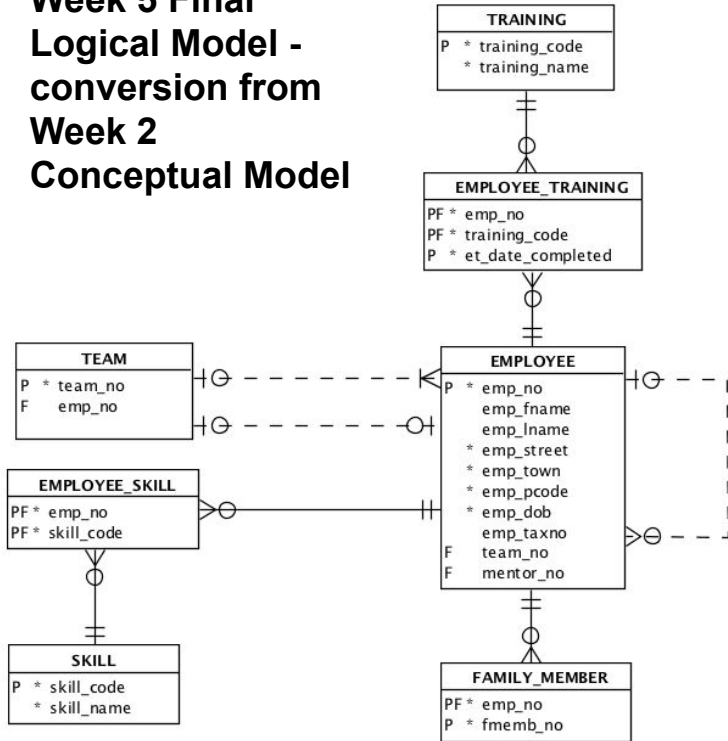 Week 5 Final
Logical Model -
conversion from
Week 2
Conceptual Model
TRAINING
P * training_code
* training_name
EMPLOYEE_TRAINING
PF * emp_no
PF * training_code
P * et_date_completed
TEAM
P * team_no
F emp_no
EMPLOYEE
P * emp_no
emp_fname
emp_lname
* emp_street
* emp_town
* emp_pcode
* emp_dob
emp_taxno
F team_no
F mentor_no
EMPLOYEE_SKILL
PF * emp_no
PF * skill_code
SKILL
P * skill_code
* skill_name
FAMILY_MEMBER
PF * emp_no
P * fmemb_no